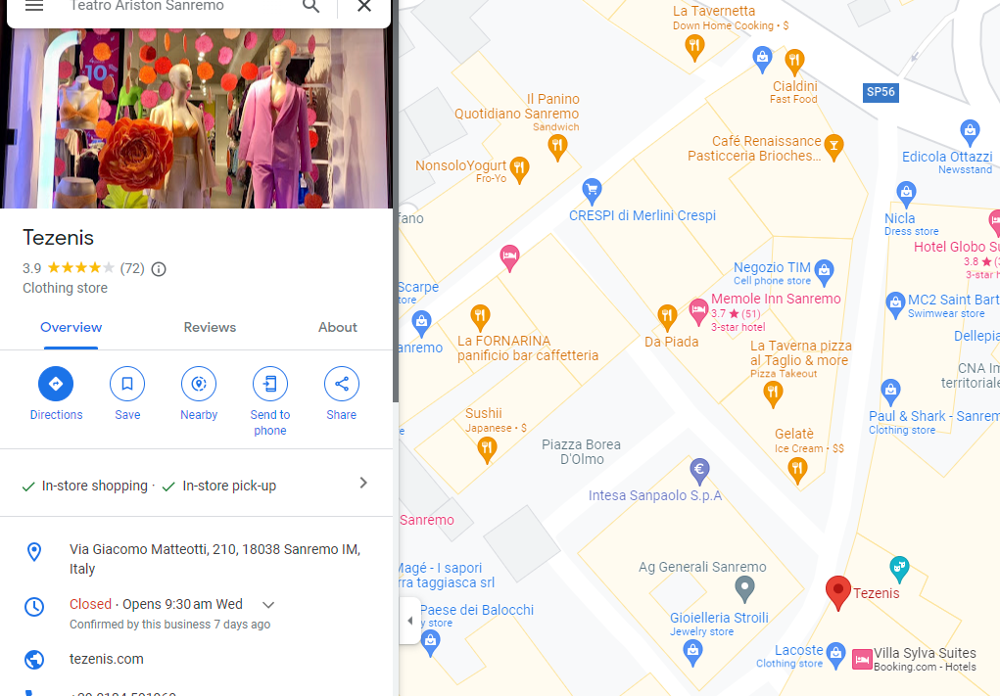 Teatro Ariston Sanremo
10
Tezenis
3.9
(72)
Clothing store
Overview
Reviews
About
Directions
Save
Nearby
Send to
phone
Share
In-store shopping ·
In-store pick-up
Via Giacomo Matteotti, 210, 18038 Sanremo IM,
Italy
Closed · Opens 9:30 am Wed
Confirmed by this business 7 days ago
tezenis.com
La Tavernetta
Down Home Cooking • $
Cialdini
Fast Food
SP56
Il Panino
Quotidiano Sanremo
Sandwich
Café Renaissance
Pasticceria Brioches...
Edicola Ottazzi
Newsstand
NonsoloYogurt
Fro-Yo
CRESPI di Merlini Crespi
Nicla
Dress store
fano
Hotel Globo Su
3.8 ★ (3
3-star h
Negozio TIM
Cell phone store
Scarpe
tore
anremo
Memole Inn Sanremo
3.7 ★ (51)
3-star hotel
MC2 Saint Bart
Swimwear store
La FORNARINA
panificio bar caffetteria
Da Piada
La Taverna pizza
al Taglio & more
Pizza Takeout
Dellepia
CNA Im
territoriale
Paul & Shark - Sanrem
Clothing store
Sushii
Japanese • $
e
Piazza Borea
D'Olmo
Gelatè
Ice Cream • $$
€
Intesa Sanpaolo S.p.A
Sanremo
Magé - I sapori
rra taggiasca srl
Ag Generali Sanremo
Tezenis
Paese dei Balocchi
y store
Gioielleria Stroili
Jewelry store
Lacoste
Clothing store
Villa Sylva Suites
Booking.com - Hotels